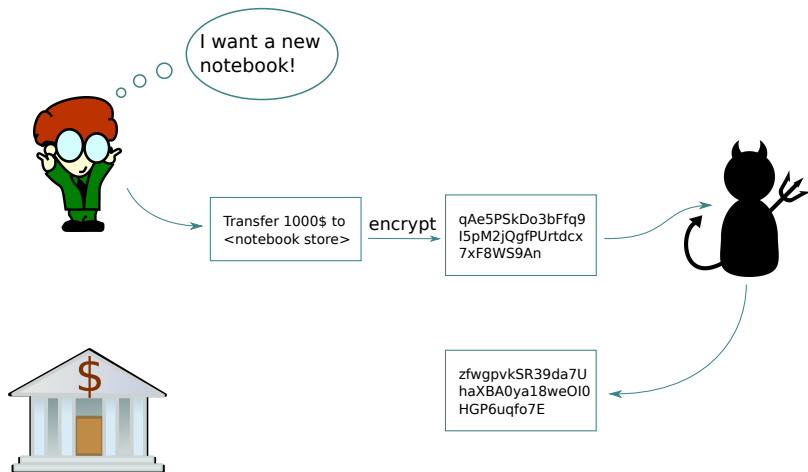 I want a new
notebook!
Transfer 1000$ to
<notebook store>
encrypt
qAe5PSkDo3bFfq9
I5pM2jQgfPUrtdcx
7xF8WS9An
zfwgpvkSR39da7U
haXBA0ya18weOI0
HGP6uqfo7E
$